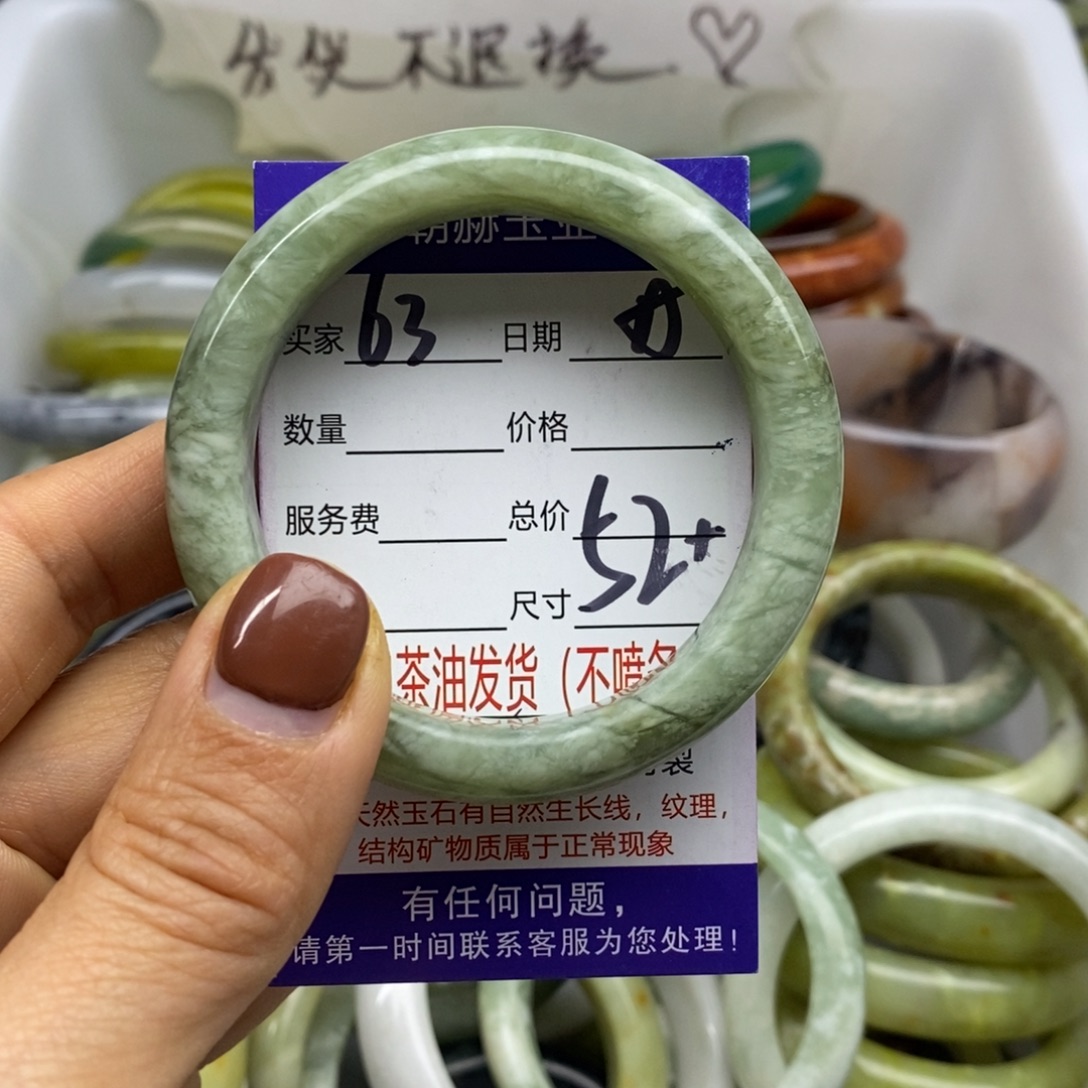 不退换
买家 63 日期
数量 价格
服务费 总价 52+
尺寸
茶油发货（不喷
然玉石有自然生长线，纹理，
结构矿物质属于正常现象
有任何问题，
请第一时间联系客服为您处理！